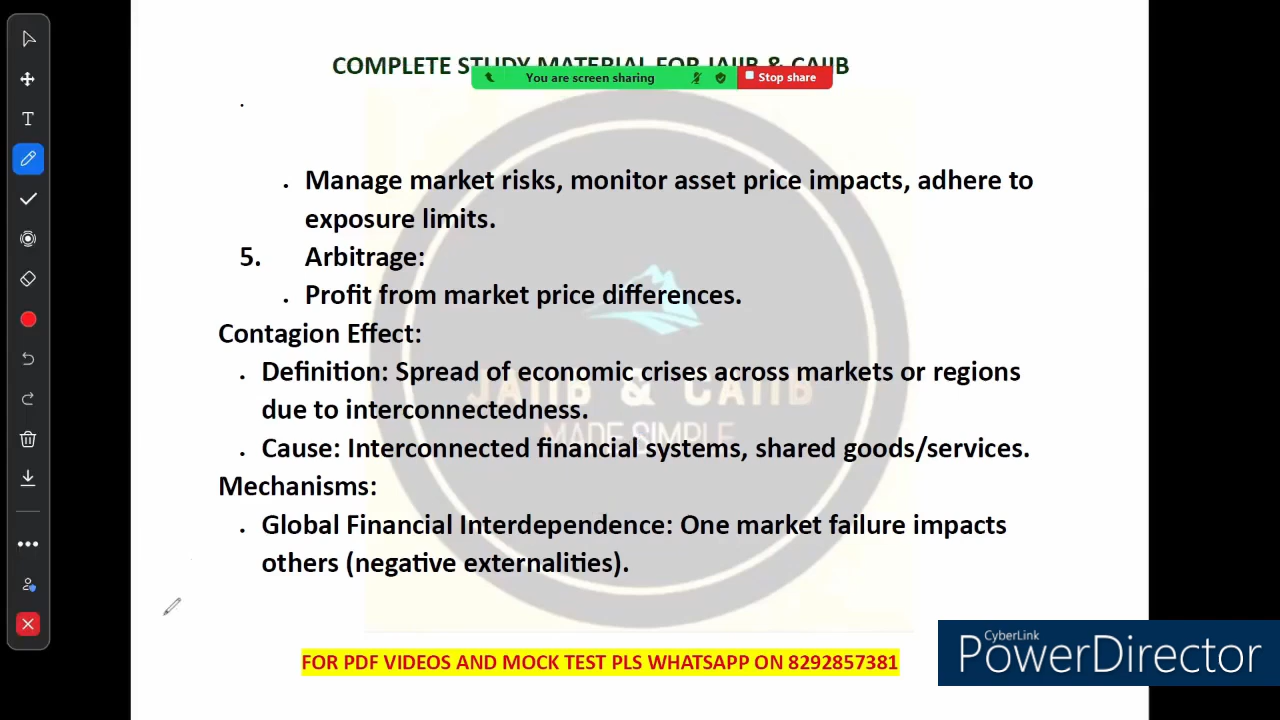 COMPLETE STUDY MATERIAL FOR JAIIB & CAIIB
You are screen sharing
Stop share
T
• Manage market risks, monitor asset price impacts, adhere to
exposure limits.
5. Arbitrage:
• Profit from market price differences.
Contagion Effect:
• Definition: Spread of economic crises across markets or regions
due to interconnectedness.
JAIIB & CAIIB
MADE SIMPLE
• Cause: Interconnected financial systems, shared goods/services.
Mechanisms:
• Global Financial Interdependence: One market failure impacts
others (negative externalities).
FOR PDF VIDEOS AND MOCK TEST PLS WHATSAPP ON 8292857381
CyberLink
PowerDirector